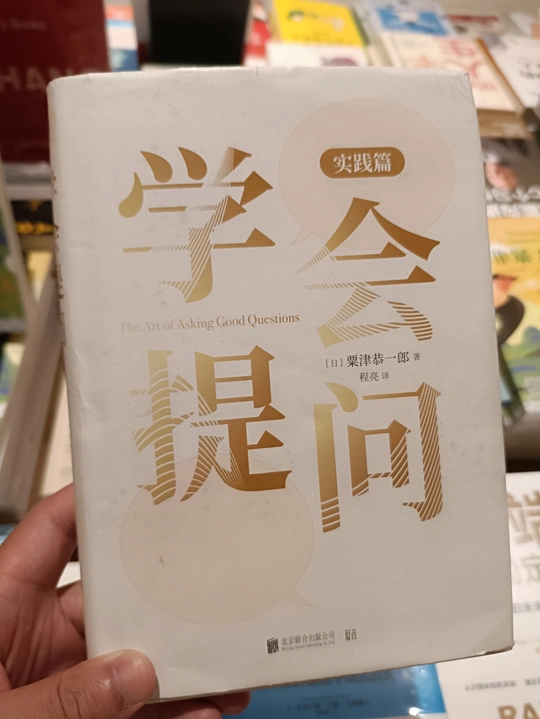 学会
提问
实践篇
The Art of Asking Good Questions
[日] 粟津恭一郎 著
程亮 译
北京联合出版公司